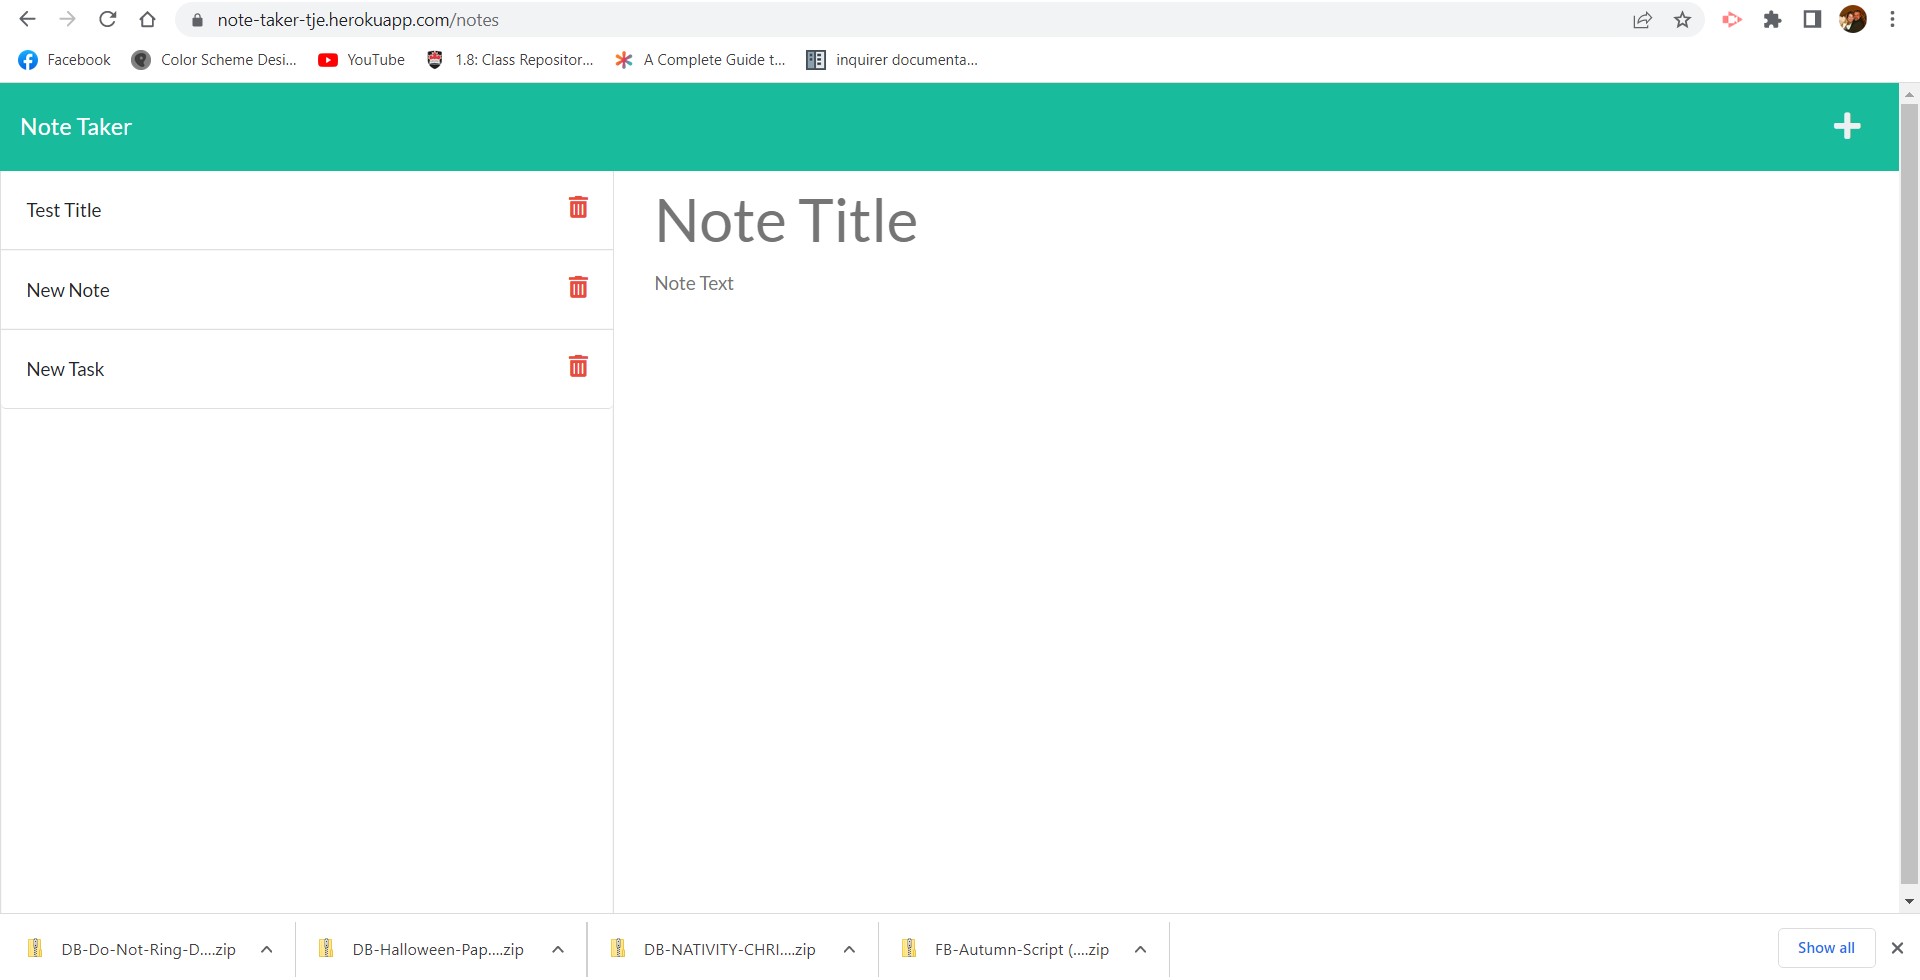 note-taker-tje.herokuapp.com/notes
Facebook
Color Scheme Desi...
YouTube
1.8: Class Repositor...
A Complete Guide t...
inquirer documenta...
Note Taker
Test Title
New Note
New Task
Note Title
Note Text
DB-Do-Not-Ring-D....zip
DB-Halloween-Pap....zip
DB-NATIVITY-CHRI....zip
FB-Autumn-Script (....zip
Show all